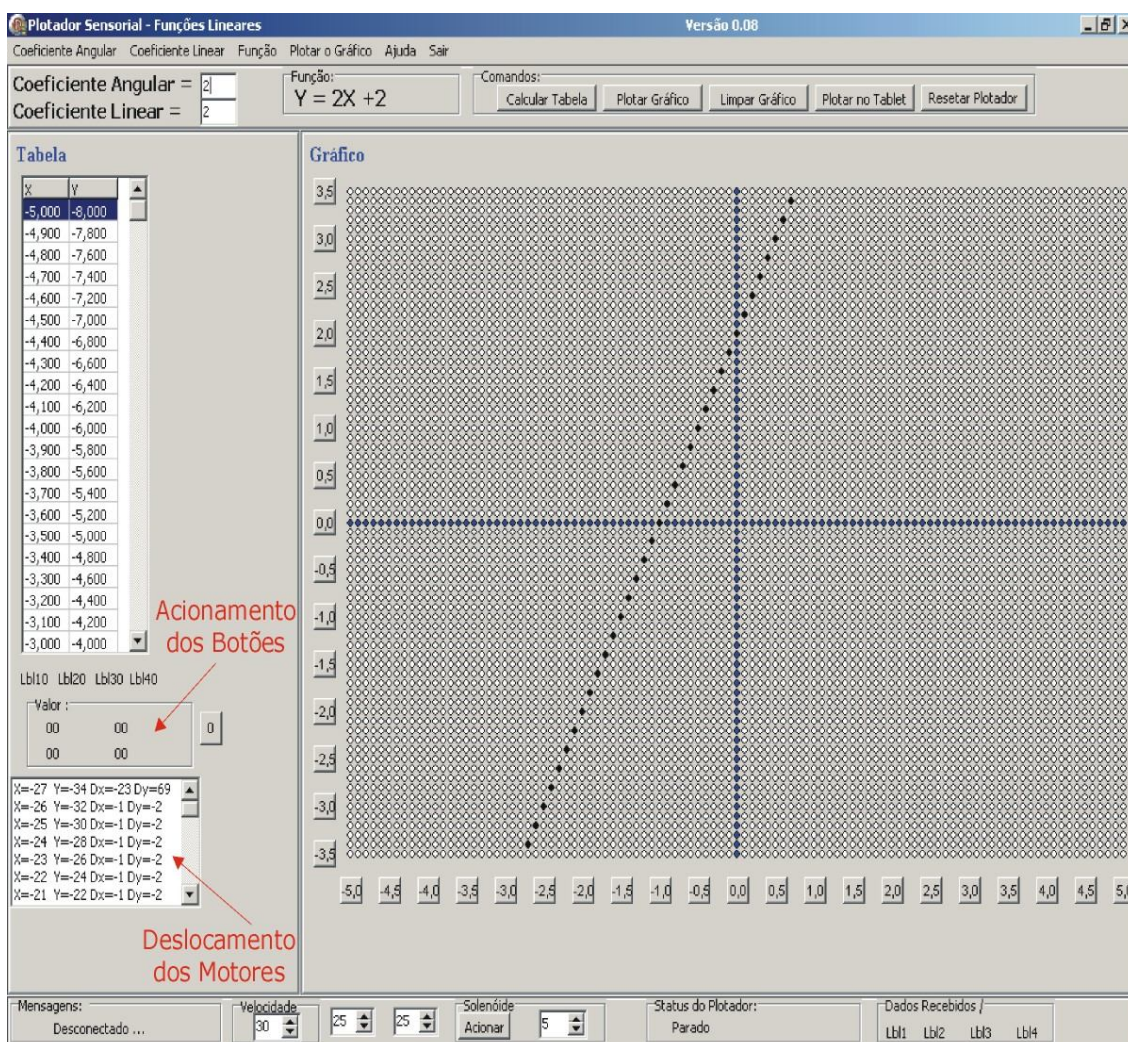 Plotador Sensorial - Funções Lineares Versão 0.08
Coeficiente Angular Coeficiente Linear Função Plotar o Gráfico Ajuda Sair
Coeficiente Angular = 2
Coeficiente Linear = 2
Função:
Y = 2X +2
Comandos:
Calcular Tabela Plotar Gráfico Limpar Gráfico Plotar no Tablet Resetar Plotador
Tabela
X Y
-5,000 -8,000
-4,900 -7,800
-4,800 -7,600
-4,700 -7,400
-4,600 -7,200
-4,500 -7,000
-4,400 -6,800
-4,300 -6,600
-4,200 -6,400
-4,100 -6,200
-4,000 -6,000
-3,900 -5,800
-3,800 -5,600
-3,700 -5,400
-3,600 -5,200
-3,500 -5,000
-3,400 -4,800
-3,300 -4,600
-3,200 -4,400
-3,100 -4,200
-3,000 -4,000
Acionamento
dos Botões
Lbl10 Lbl20 Lbl30 Lbl40
Valor :
00 00
00 00
0
X=-27 Y=-34 Dx=-23 Dy=69
X=-26 Y=-32 Dx=-1 Dy=-2
X=-25 Y=-30 Dx=-1 Dy=-2
X=-24 Y=-28 Dx=-1 Dy=-2
X=-23 Y=-26 Dx=-1 Dy=-2
X=-22 Y=-24 Dx=-1 Dy=-2
X=-21 Y=-22 Dx=-1 Dy=-2
Deslocamento
dos Motores
Gráfico
3,5
3,0
2,5
2,0
1,5
1,0
0,5
0,0
-0,5
-1,0
-1,5
-2,0
-2,5
-3,0
-3,5
-5,0 -4,5 -4,0 -3,5 -3,0 -2,5 -2,0 -1,5 -1,0 -0,5 0,0 0,5 1,0 1,5 2,0 2,5 3,0 3,5 4,0 4,5 5,0
Mensagens:
Desconectado ...
Velocidade
30
25
25
Solenóide
Acionar
5
Status do Plotador:
Parado
Dados Recebidos /
Lbl1 Lbl2 Lbl3 Lbl4